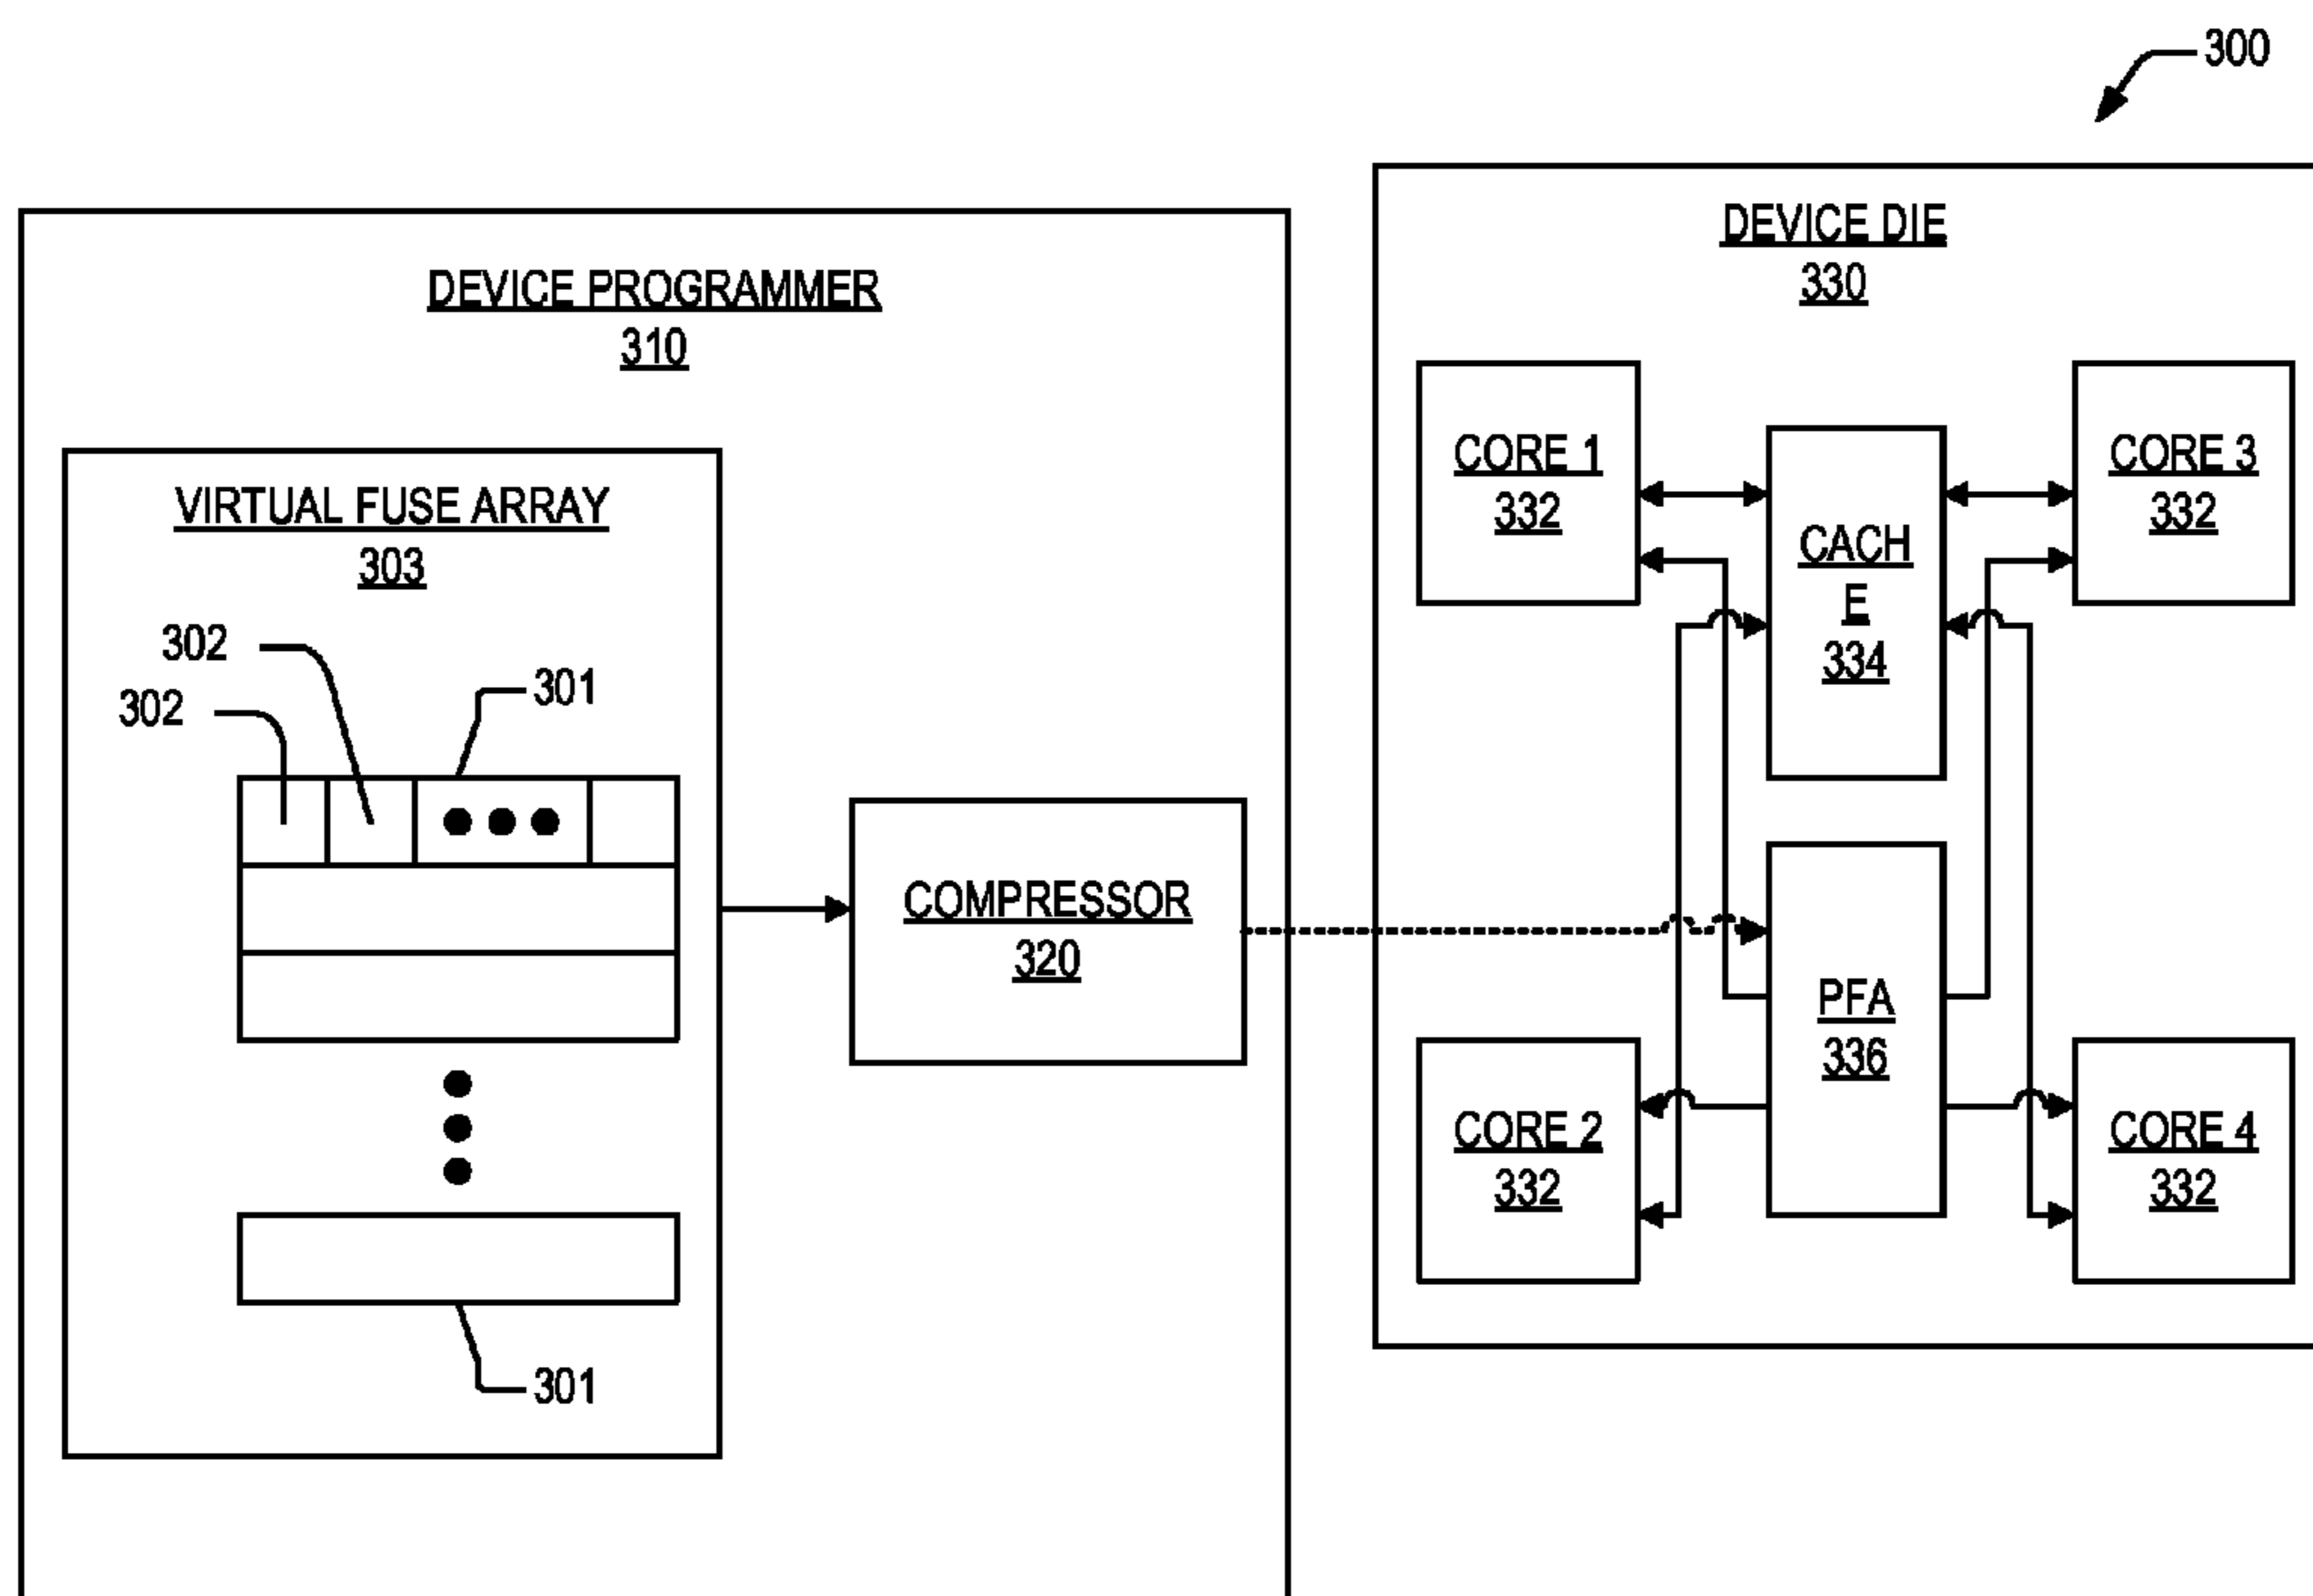 300
DEVICE PROGRAMMER
310
VIRTUAL FUSE ARRAY
303
302
302
301
301
COMPRESSOR
320
DEVICE DIE
330
CORE 1
332
CACH
E
334
CORE 3
332
PFA
336
CORE 2
332
CORE 4
332